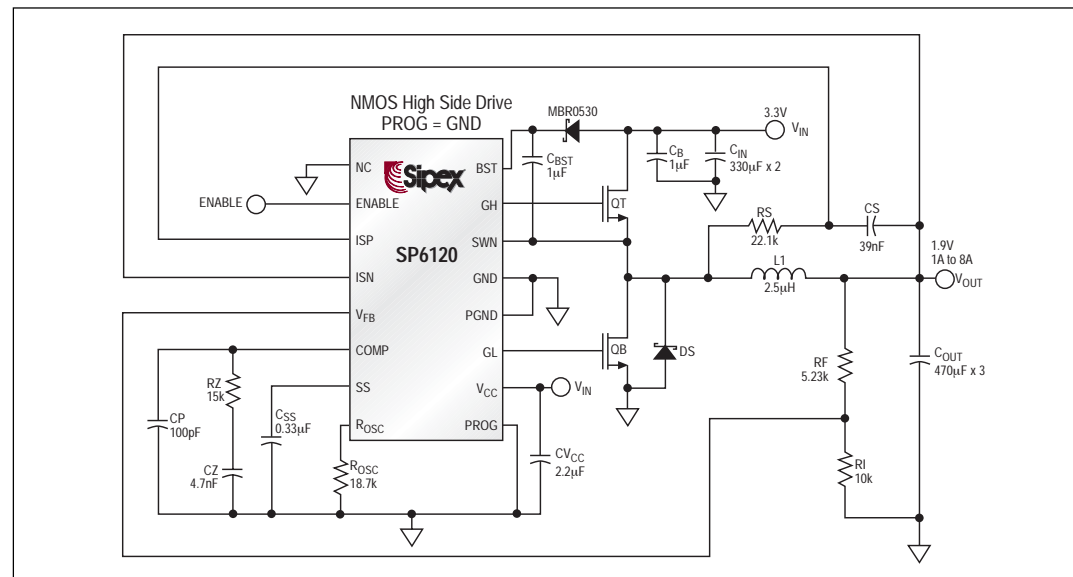 NMOS High Side Drive
PROG = GND
MBR0530
3.3V
VIN
CBST
1μF
CB
1μF
CIN
330μF x 2
NC
Sipex
BST
ENABLE
ENABLE
GH
QT
RS
22.1k
CS
39nF
ISP
SWN
SP6120
1.9V
1A to 8A
VOUT
ISN
GND
L1
2.5μH
VFB
PGND
COMP
GL
QB
DS
RF
5.23k
COUT
470μF x 3
RZ
15k
SS
VCC
VIN
CP
100pF
CSS
0.33μF
ROSC
PROG
CZ
4.7nF
ROSC
18.7k
CVCC
2.2μF
RI
10k